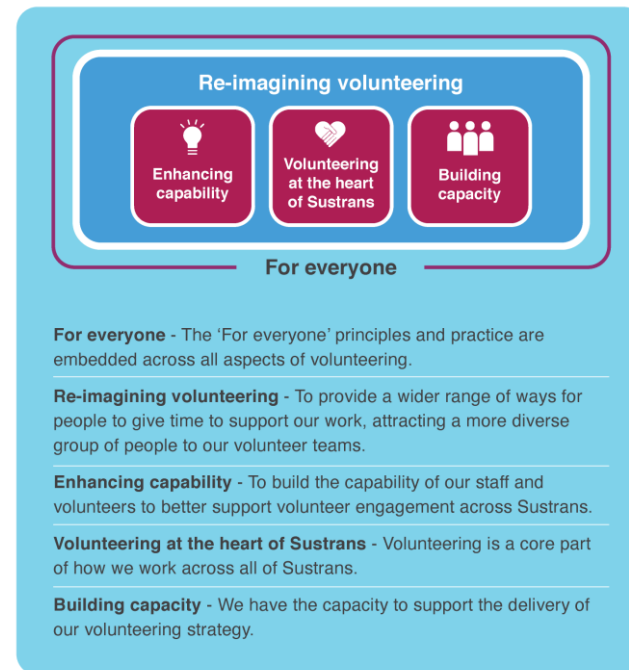 Re-imagining volunteering
Enhancing
capability
Volunteering
at the heart
of Sustrans
Building
capacity
For everyone
For everyone - The ‘For everyone’ principles and practice are
embedded across all aspects of volunteering.
Re-imagining volunteering - To provide a wider range of ways for
people to give time to support our work, attracting a more diverse
group of people to our volunteer teams.
Enhancing capability - To build the capability of our staff and
volunteers to better support volunteer engagement across Sustrans.
Volunteering at the heart of Sustrans - Volunteering is a core part
of how we work across all of Sustrans.
Building capacity - We have the capacity to support the delivery of
our volunteering strategy.